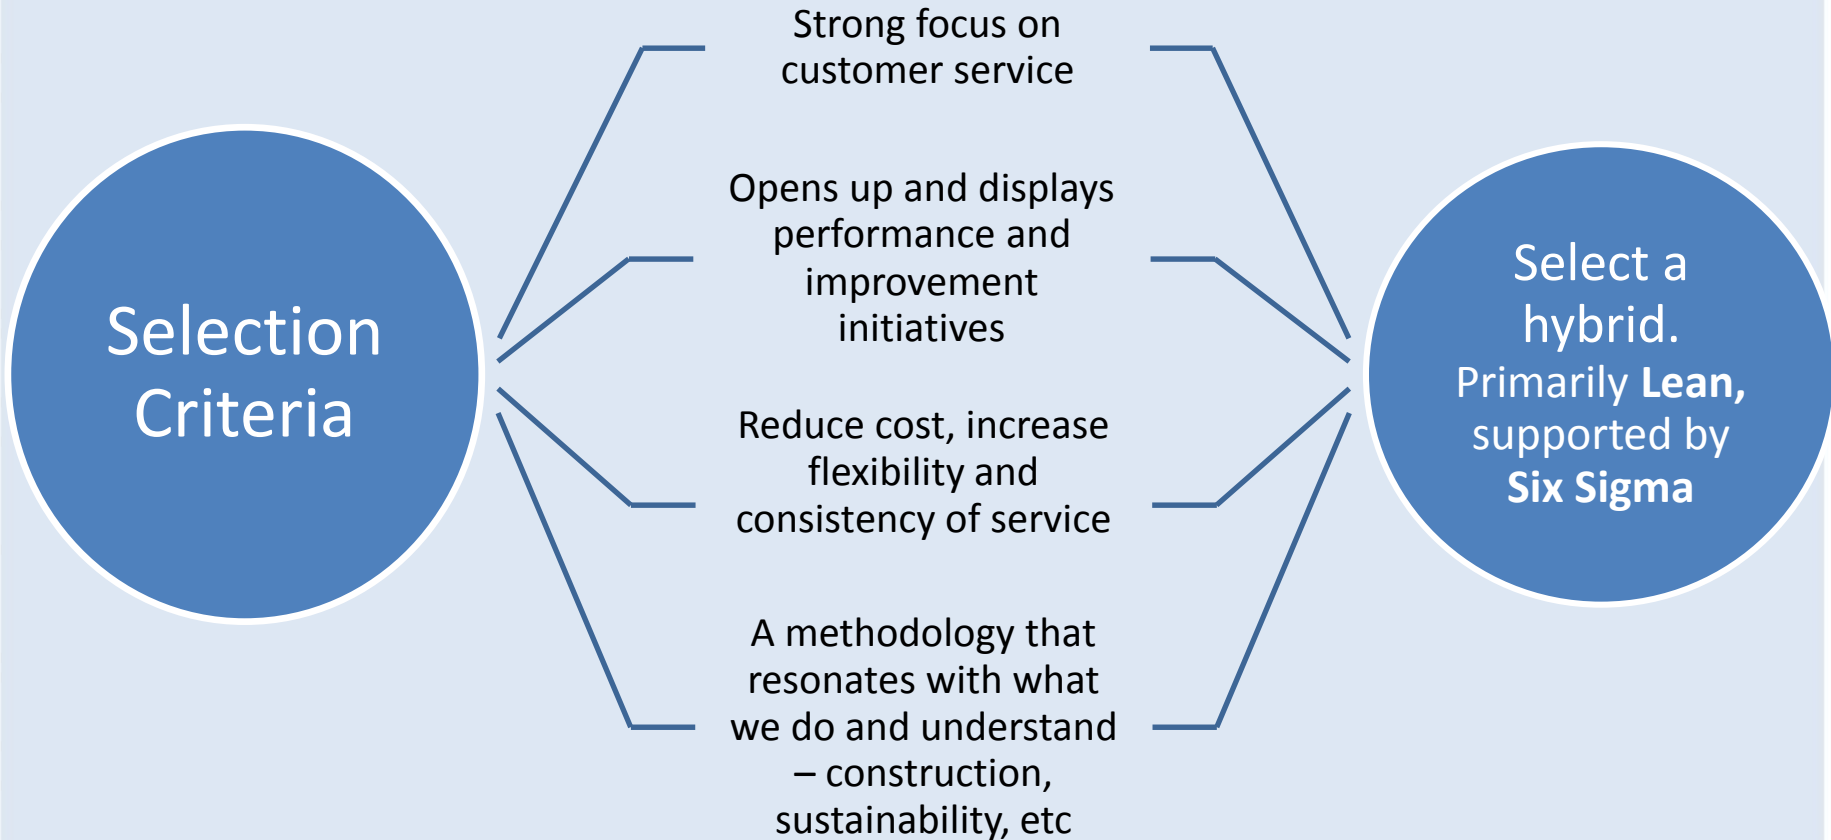 Selection
Criteria
Strong focus on
customer service
Opens up and displays
performance and
improvement
initiatives
Reduce cost, increase
flexibility and
consistency of service
A methodology that
resonates with what
we do and understand
– construction,
sustainability, etc
Select a
hybrid.
Primarily Lean,
supported by
Six Sigma